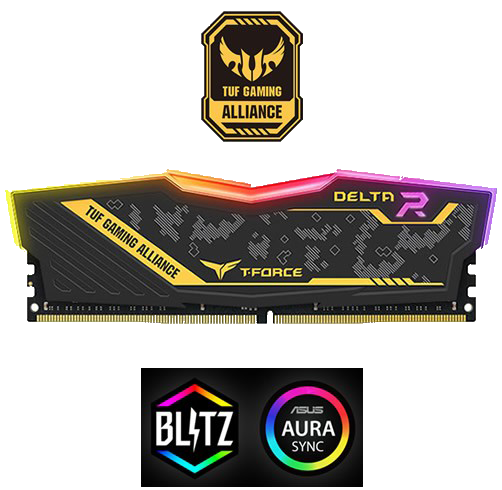 TUF GAMING
ALLIANCE
DELTA R
TUF GAMING ALLIANCE
T-FORCE
BLITZ
ASUS
AURA
SYNC